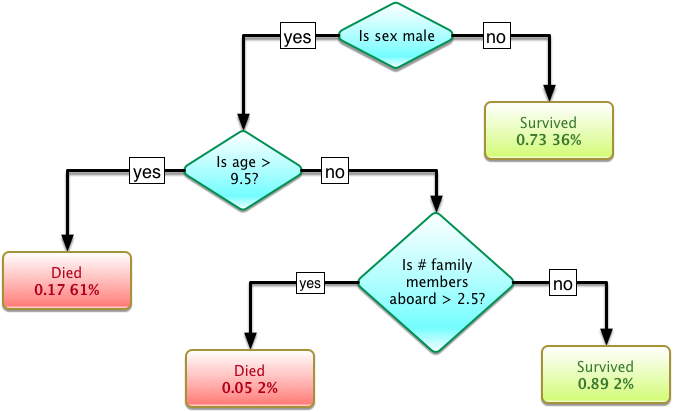 Is sex male
yes
no
Survived
0.73 36%
Is age >
9.5?
yes
no
Died
0.17 61%
Is # family
members
aboard > 2.5?
yes
no
Died
0.05 2%
Survived
0.89 2%